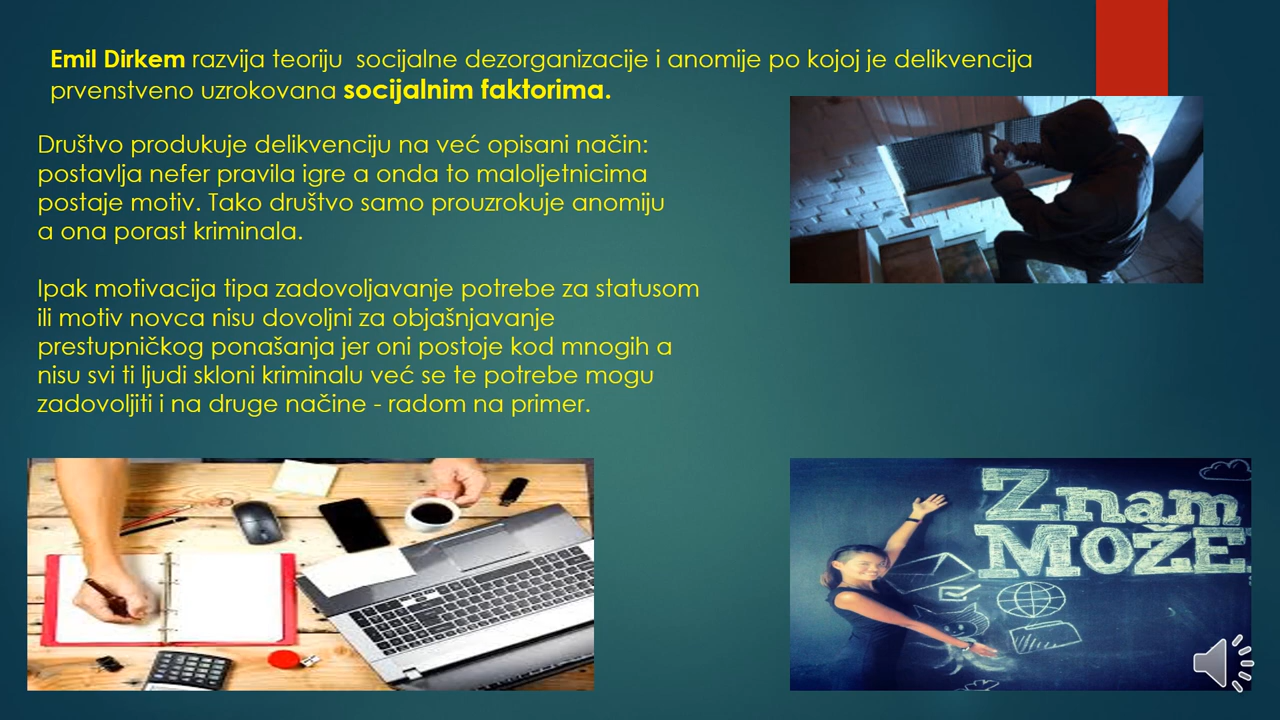 Emil Dirkem razvija teoriju  socijalne dezorganizacije i anomije po kojoj je delikvencija
prvenstveno uzrokovana socijalnim faktorima.
Društvo produkuje delikvenciju na već opisani način:
postavlja nefer pravila igre a onda to maloljetnicima
postaje motiv. Tako društvo samo prouzrokuje anomiju
a ona porast kriminala.
Ipak motivacija tipa zadovoljavanje potrebe za statusom
ili motiv novca nisu dovoljni za objašnjavanje
prestupničkog ponašanja jer oni postoje kod mnogih a
nisu svi ti ljudi skloni kriminalu već se te potrebe mogu
zadovoljiti i na druge načine - radom na primer.
Znam
MOŽE